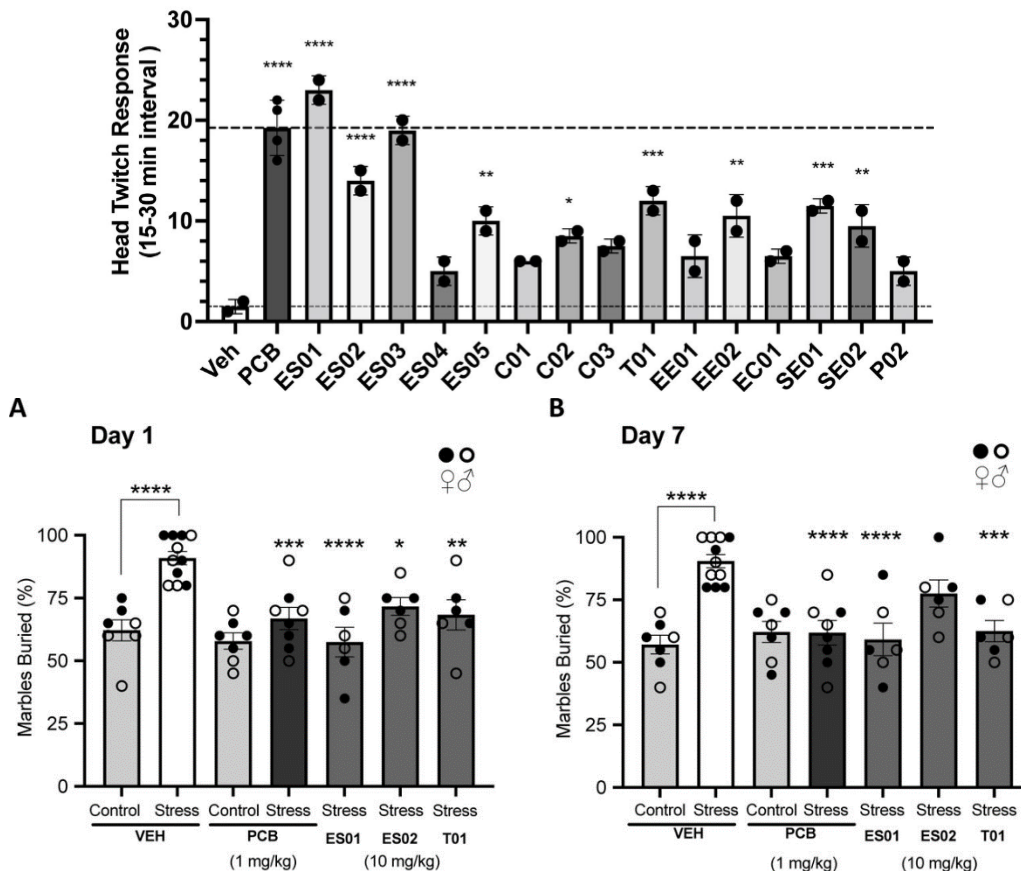 Head Twitch Response
(15-30 min interval )
30
20
10
0
**** **** **** **** ** * *** ** *** **
Veh PCB ES01 ES02 ES03 ES04 ES05 C01 C02 C03 T01 EE01 EE02 EC01 SE01 SE02 P02
A
Day 1
♀♂
****
*** **** * **
Marbles Buried (%)
100
75
50
25
0
Control Stress Control Stress Stress Stress Stress
VEH PCB ES01 ES02 T01
(1 mg/kg) (10 mg/kg)
B
Day 7
♀♂
****
**** **** ***
Marbles Buried (%)
100
75
50
25
0
Control Stress Control Stress Stress Stress Stress
VEH PCB ES01 ES02 T01
(1 mg/kg) (10 mg/kg)